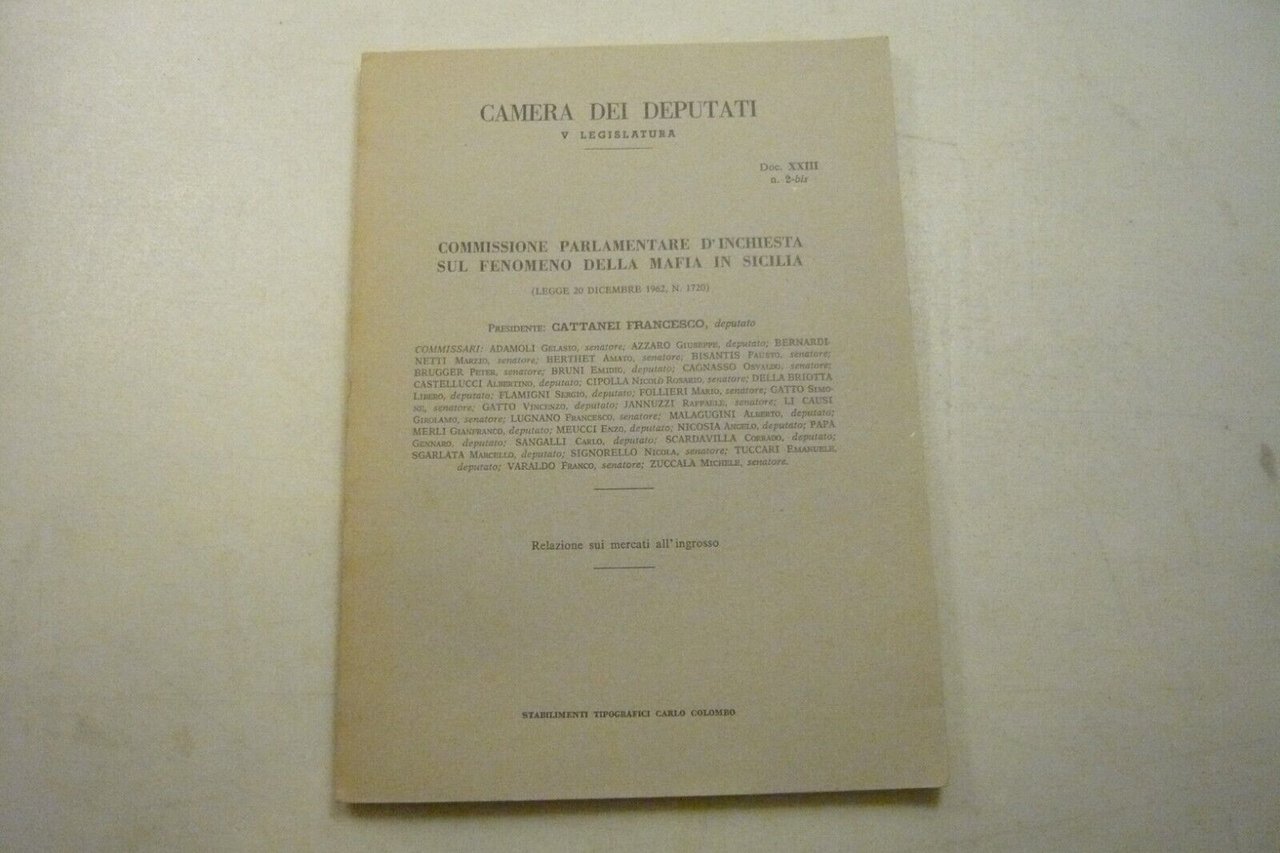 CAMERA DEI DEPUTATI
V LEGISLATURA
Doc. XXIII
n. 2-bis
COMMISSIONE PARLAMENTARE D'INCHIESTA
SUL FENOMENO DELLA MAFIA IN SICILIA
(LEGGE 20 DICEMBRE 1962, N. 1720)
PRESIDENTE: CATTANEI FRANCESCO, deputato
COMMISSARI: ADAMOLI GELASIO, senatore; AZZARO GIUSEPPE, deputato; BERNARDI-
NETTI MARZIO, senatore; BERTHET AMATO, senatore; BISANTIS FAUSTO, senatore;
BRUGGER PETER, senatore; BRUNI EMIDIO, deputato; CAGNASSO OSVALDO, senatore;
CASTELLUCCI ALBERTINO, deputato; CIPOLLA NICOLÒ ROSARIO, senatore; DELLA BRIOTTA
LIBERO, deputato; FLAMIGNI SERGIO, deputato; FOLLIERI MARIO, senatore; GATTO SIMO-
NE, senatore; GATTO VINCENZO, deputato; JANNUZZI RAFFAELE, senatore; LI CAUSI
GIROLAMO, senatore; LUGNANO FRANCESCO, senatore; MALAGUGINI ALBERTO, deputato;
MERLI GIANFRANCO, deputato; MEUCCI ENZO, deputato; NICOSIA ANGELO, deputato; PAPA
GENNARO, deputato; SANGALLI CARLO, deputato; SCARDAVILLA CORRADO, deputato;
SGARLATA MARCELLO, deputato; SIGNORELLO NICOLA, senatore; TUCCARI EMANUELE,
deputato; VARALDO FRANCO, senatore; ZUCCALÀ MICHELE, senatore.
Relazione sui mercati all'ingrosso
STABILIMENTI TIPOGRAFICI CARLO COLOMBO